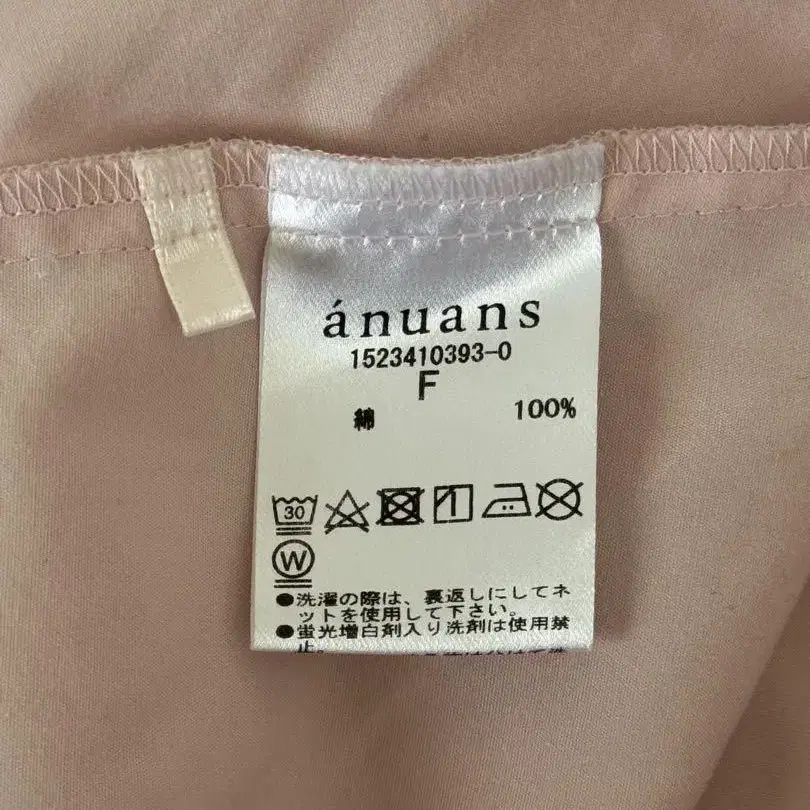 ánuans
1523410393-0
F
綿 100%
30
W
●洗濯の際は、裏返しにしてネ
ットを使用して下さい。
●蛍光増白剤入り洗剤は使用禁
止。